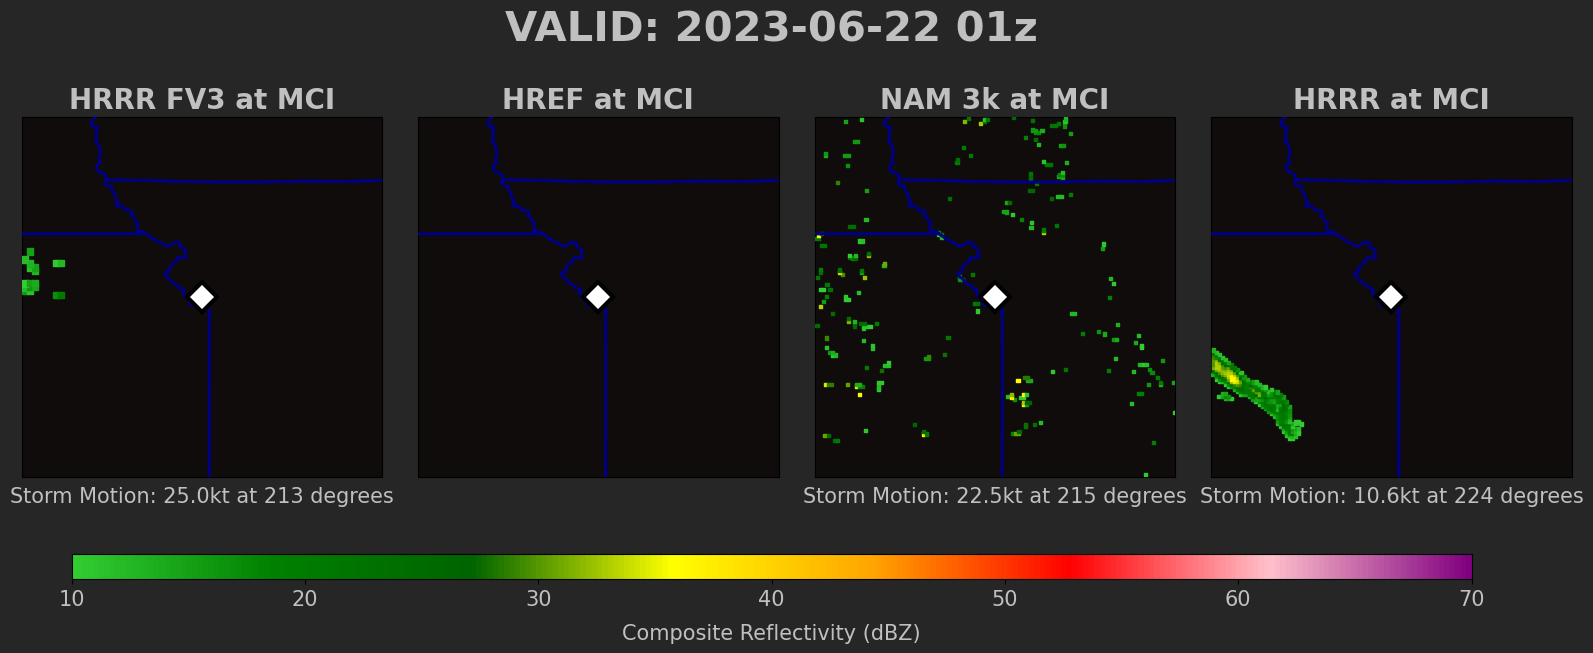 VALID: 2023-06-22 01z
HRRR FV3 at MCI
HREF at MCI
NAM 3k at MCI
HRRR at MCI
Storm Motion: 25.0kt at 213 degrees
Storm Motion: 22.5kt at 215 degrees
Storm Motion: 10.6kt at 224 degrees
10 20 30 40 50 60 70
Composite Reflectivity (dBZ)